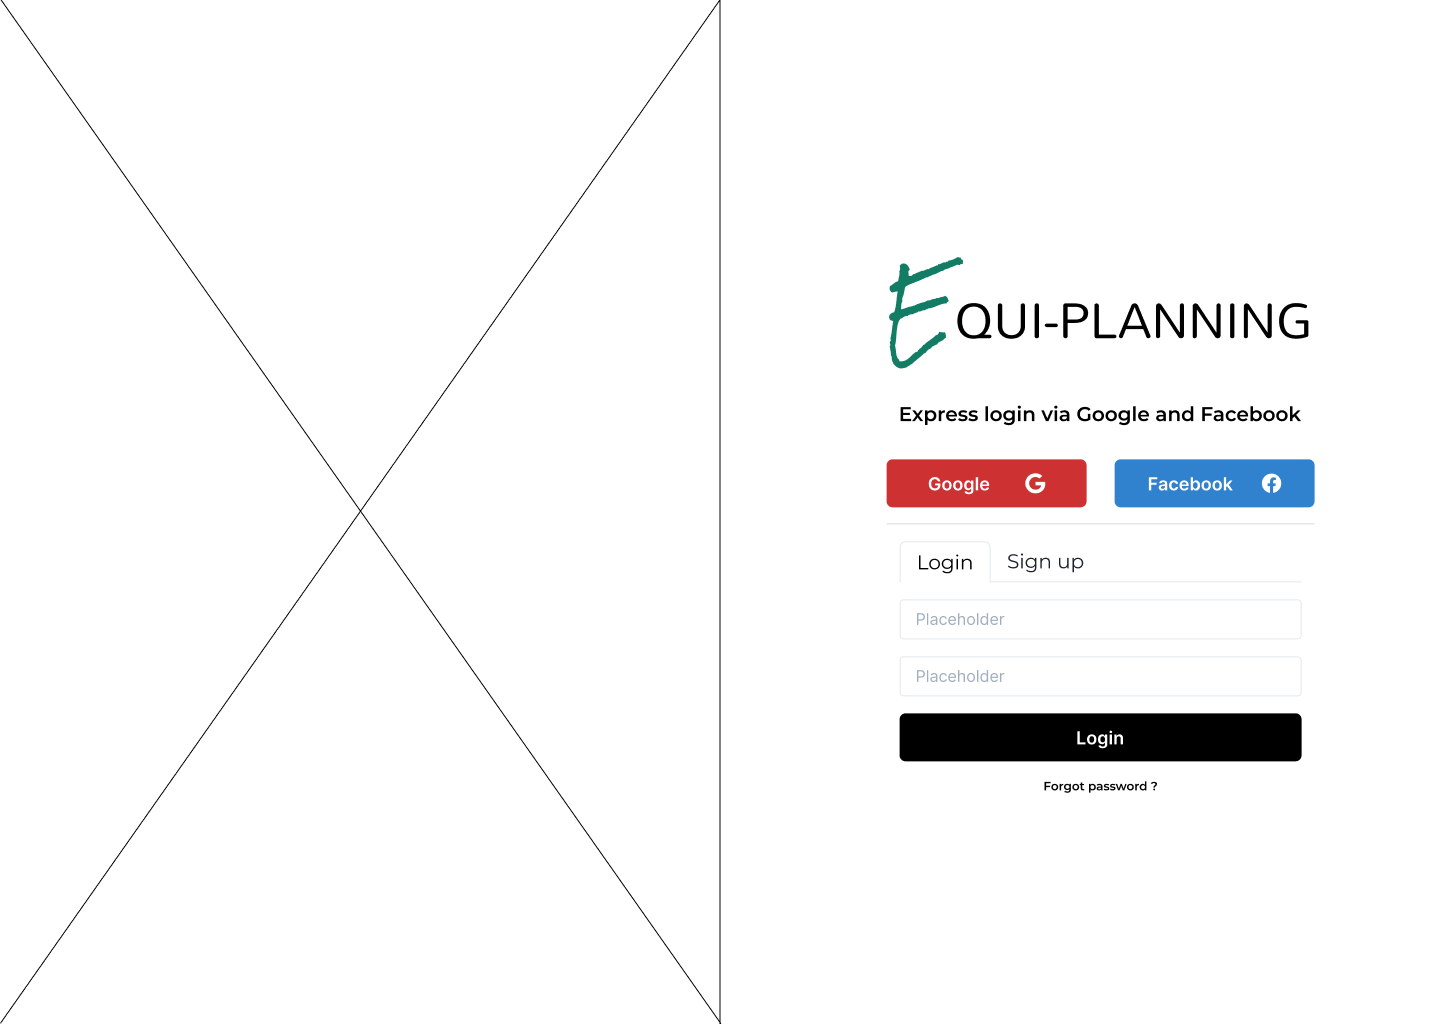 EQUI-PLANNING
Express login via Google and Facebook
Google Facebook
Login Sign up
Placeholder
Placeholder
Login
Forgot password ?